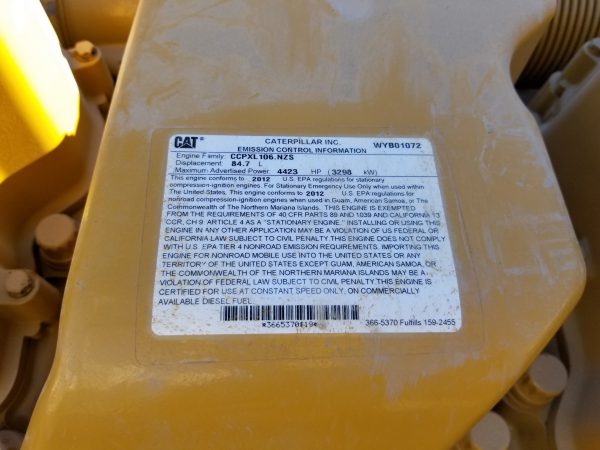 CAT CATERPILLAR INC. WYB01072
EMISSION CONTROL INFORMATION
Engine Family: CCPXL106.NZS
Displacement: 84.7 L
Maximum Advertised Power: 4423 HP (3298 kW)
This engine conforms to 2012 U.S. EPA regulations for stationary
compression-ignition engines. For Stationary Emergency Use Only when used within
The United States. This engine conforms to 2012 U.S. EPA regulations for
nonroad compression-ignition engines when used in Guam, American Samoa, or The
Commonwealth of The Northern Mariana Islands. THIS ENGINE IS EXEMPTED
FROM THE REQUIREMENTS OF 40 CFR PARTS 89 AND 1039 AND CALIFORNIA 13
CCR, CH 9, ARTICLE 4 AS A "STATIONARY ENGINE." INSTALLING OR USING THIS
ENGINE IN ANY OTHER APPLICATION MAY BE A VIOLATION OF US FEDERAL OR
CALIFORNIA LAW SUBJECT TO CIVIL PENALTY. THIS ENGINE DOES NOT COMPLY
WITH U.S. EPA TIER 4 NONROAD EMISSION REQUIREMENTS. IMPORTING THIS
ENGINE FOR NONROAD MOBILE USE INTO THE UNITED STATES OR ANY
TERRITORY OF THE UNITED STATES EXCEPT GUAM, AMERICAN SAMOA, OR
THE COMMONWEALTH OF THE NORTHERN MARIANA ISLANDS MAY BE A
VIOLATION OF FEDERAL LAW SUBJECT TO CIVIL PENALTY. THIS ENGINE IS
CERTIFIED FOR USE AT CONSTANT SPEED ONLY, ON COMMERCIALLY
AVAILABLE DIESEL FUEL.
*3665370#19*
366-5370 Fulfills 159-2455